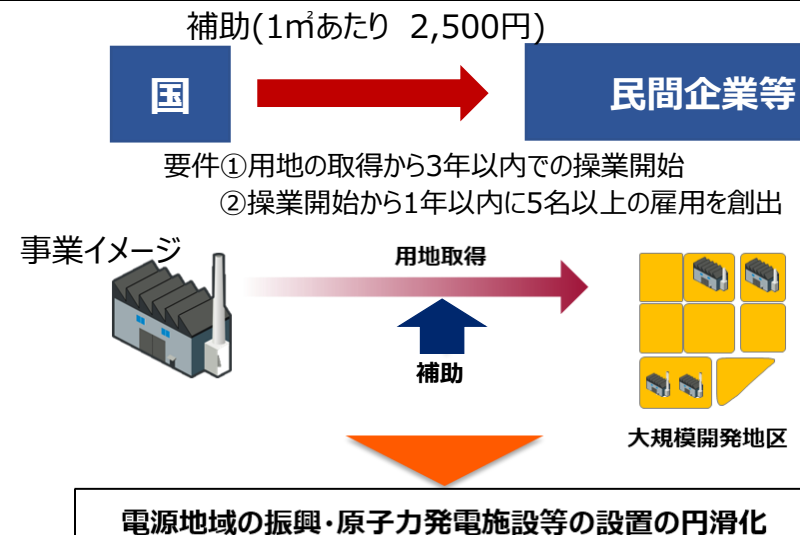 補助(1㎡あたり 2,500円)
国
民間企業等
要件①用地の取得から3年以内での操業開始
②操業開始から1年以内に5名以上の雇用を創出
事業イメージ
用地取得
補助
大規模開発地区
電源地域の振興・原子力発電施設等の設置の円滑化